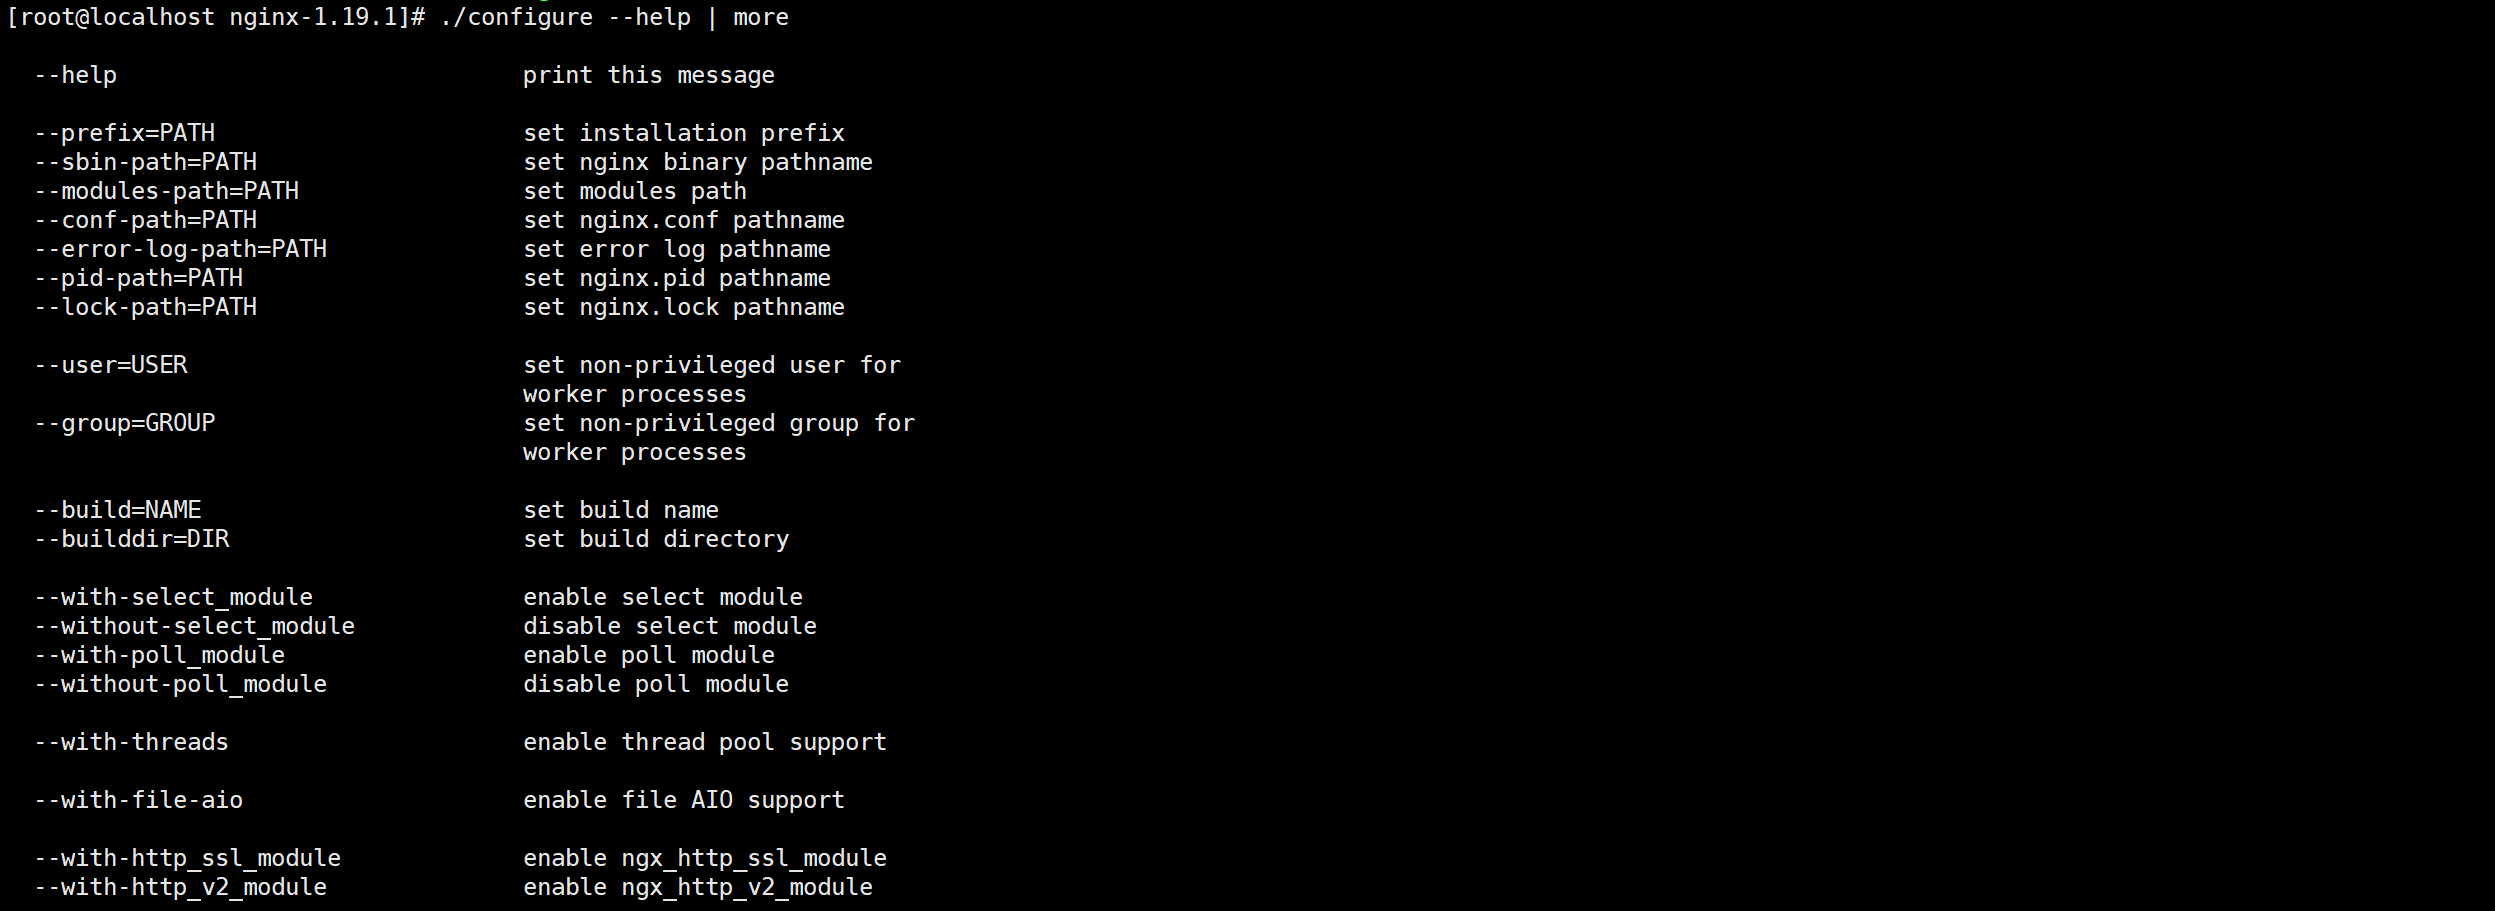 [root@localhost nginx-1.19.1]# ./configure --help | more
--help                             print this message
--prefix=PATH                      set installation prefix
--sbin-path=PATH                   set nginx binary pathname
--modules-path=PATH                set modules path
--conf-path=PATH                   set nginx.conf pathname
--error-log-path=PATH              set error log pathname
--pid-path=PATH                    set nginx.pid pathname
--lock-path=PATH                   set nginx.lock pathname
--user=USER                        set non-privileged user for
                                   worker processes
--group=GROUP                      set non-privileged group for
                                   worker processes
--build=NAME                       set build name
--builddir=DIR                     set build directory
--with-select_module               enable select module
--without-select_module            disable select module
--with-poll_module                 enable poll module
--without-poll_module              disable poll module
--with-threads                     enable thread pool support
--with-file-aio                    enable file AIO support
--with-http_ssl_module             enable ngx_http_ssl_module
--with-http_v2_module              enable ngx_http_v2_module